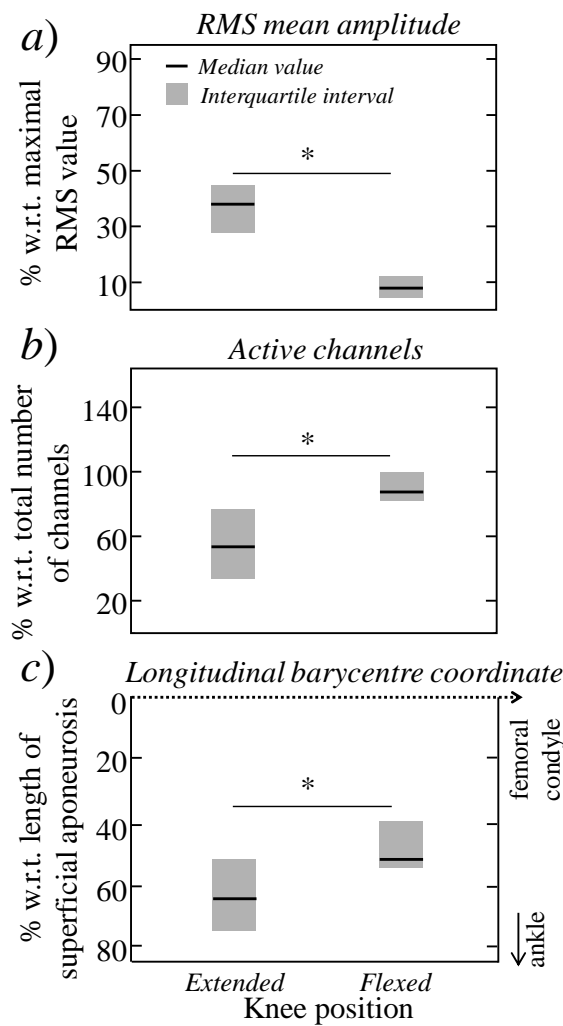 a) RMS mean amplitude
% w.r.t. maximal
RMS value
90
70
50
30
10
Median value
Interquartile interval
*
b) Active channels
% w.r.t. total number
of channels
140
100
60
20
*
c) Longitudinal barycentre coordinate
% w.r.t. length of
superficial aponeurosis
0
20
40
60
80
*
femoral
condyle
ankle
Extended Flexed
Knee position